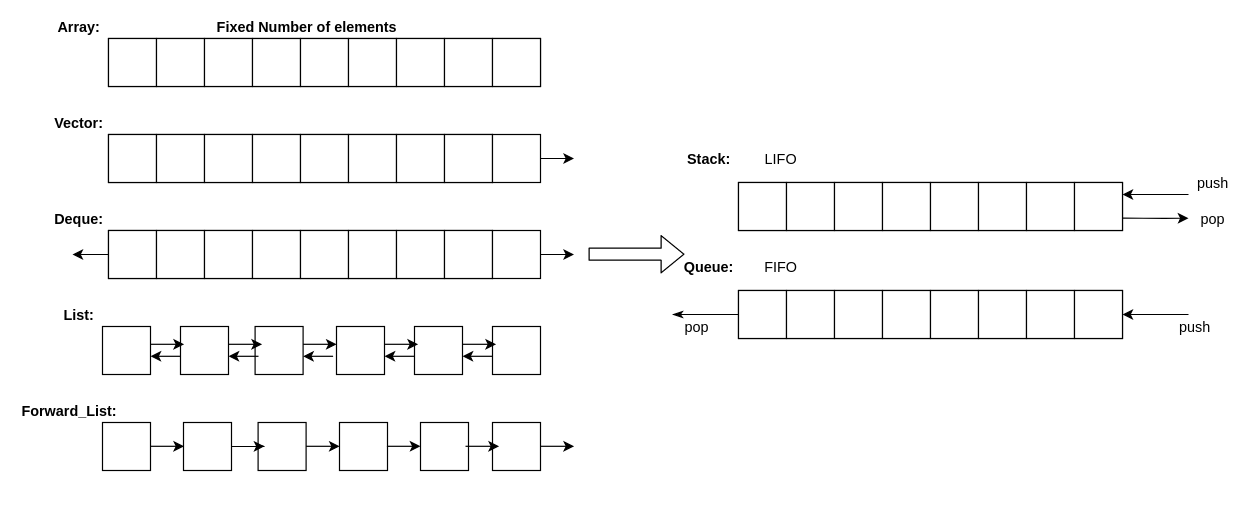 Array:
Fixed Number of elements
Vector:
Deque:
List:
Forward_List:
Stack:
LIFO
push
pop
Queue:
FIFO
pop
push